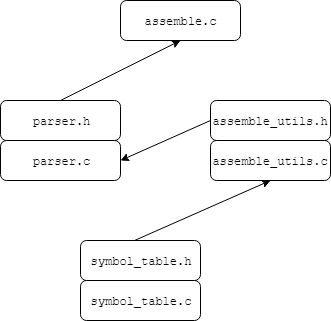 assemble.c
parser.h
assemble_utils.h
parser.c
assemble_utils.c
symbol_table.h
symbol_table.c